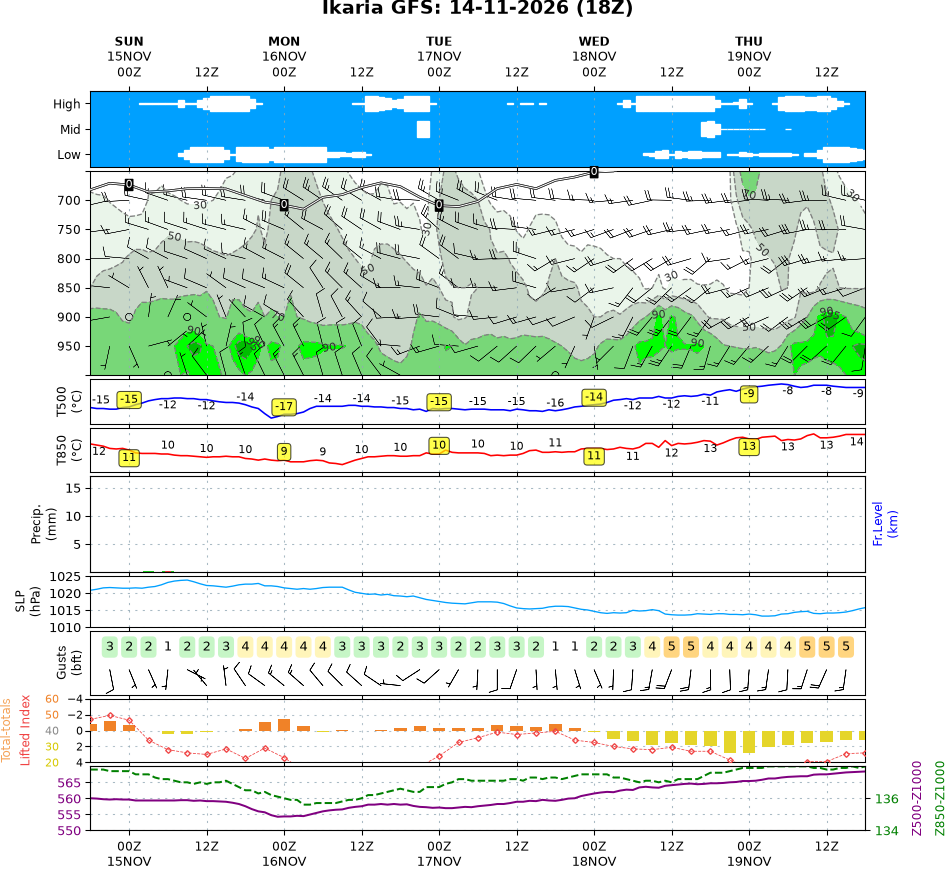 Ikaria GFS: 14-11-2026 (18Z)
SUN MON TUE WED THU
15NOV 16NOV 17NOV 18NOV 19NOV
00Z 12Z 00Z 12Z 00Z 12Z 00Z 12Z 00Z 12Z
High
Mid
Low
0 0 0 0
700
750
800
850
900
950
30 50 90 90 30 50 30 90 90 50 50 30
T500
(°C)
-15 -15 -12 -12 -14 -17 -14 -14 -15 -15 -15 -15 -16 -14 -12 -12 -11 -9 -8 -8 -9
T850
(°C)
12 11 10 10 10 9 9 10 10 10 10 10 11 11 11 12 13 13 13 13 14
Precip.
(mm)
15
10
5
Fr.Level
(km)
SLP
(hPa)
1025
1020
1015
1010
Gusts
(bft)
3 2 2 1 2 2 3 4 4 4 4 4 3 3 3 2 3 3 2 2 3 3 2 1 1 2 2 3 4 5 5 4 4 4 4 4 5 5 5
Total-totals
Lifted Index
60 −4
50 −2
40 0
30 2
20 4
565
560
555
550
136
134
Z500-Z1000
Z850-Z1000
00Z 12Z 00Z 12Z 00Z 12Z 00Z 12Z 00Z 12Z
15NOV 16NOV 17NOV 18NOV 19NOV